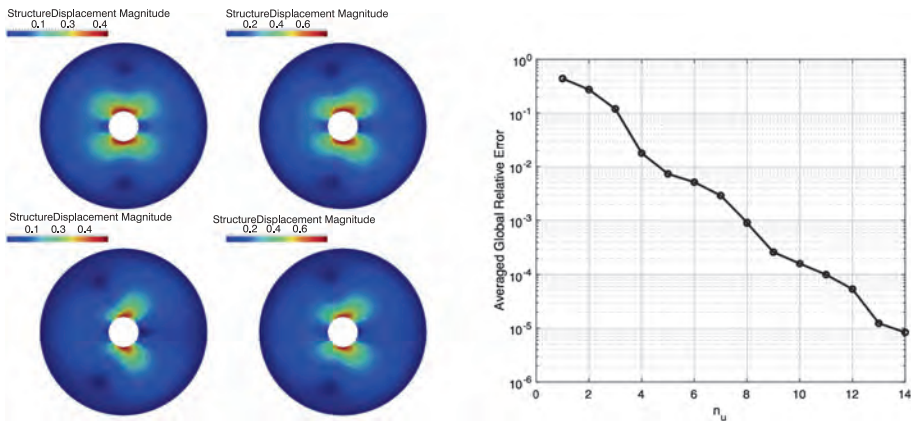 StructureDisplacement Magnitude
0.1 0.3 0.4
StructureDisplacement Magnitude
0.2 0.4 0.6
StructureDisplacement Magnitude
0.1 0.3 0.4
StructureDisplacement Magnitude
0.2 0.4 0.6
Averaged Global Relative Error
10^0
10^-1
10^-2
10^-3
10^-4
10^-5
10^-6
0 2 4 6 8 10 12 14
n_u